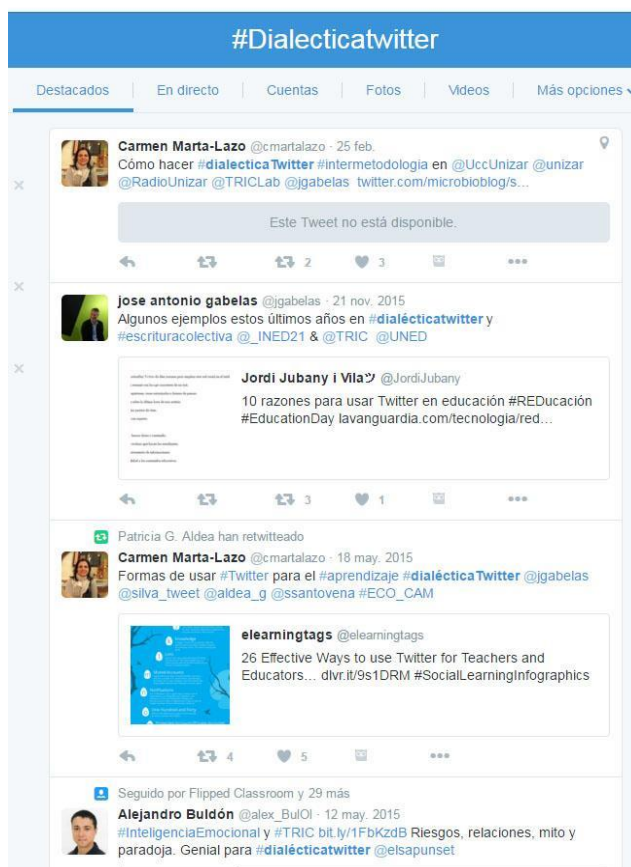 #Dialecticatwitter
Destacados En directo Cuentas Fotos Videos Más opciones
Carmen Marta-Lazo @cmartalazo · 25 feb.
Cómo hacer #dialecticaTwitter #intermetodologia en @UccUnizar @unizar
@RadioUnizar @TRICLab @jgabelas twitter.com/microbioblog/s…
Este Tweet no está disponible.
2 3
jose antonio gabelas @jgabelas · 21 nov. 2015
Algunos ejemplos estos últimos años en #dialécticatwitter y
#escrituracolectiva @_INED21 & @TRIC @UNED
Jordi Jubany i Vilaツ @JordiJubany
10 razones para usar Twitter en educación #REDucación
#EducationDay lavanguardia.com/tecnologia/red…
3 1
Patricia G. Aldea han retwitteado
Carmen Marta-Lazo @cmartalazo · 18 may. 2015
Formas de usar #Twitter para el #aprendizaje #dialécticaTwitter @jgabelas
@silva_tweet @aldea_g @ssantovena #ECO_CAM
elearningtags @elearningtags
26 Effective Ways to use Twitter for Teachers and
Educators… dlvr.it/9s1DRM #SocialLearningInfographics
4 5
Seguido por Flipped Classroom y 29 más
Alejandro Buldón @alex_BulOl · 12 may. 2015
#InteligenciaEmocional y #TRIC bit.ly/1FbKzdB Riesgos, relaciones, mito y
paradoja. Genial para #dialécticatwitter @elsapunset